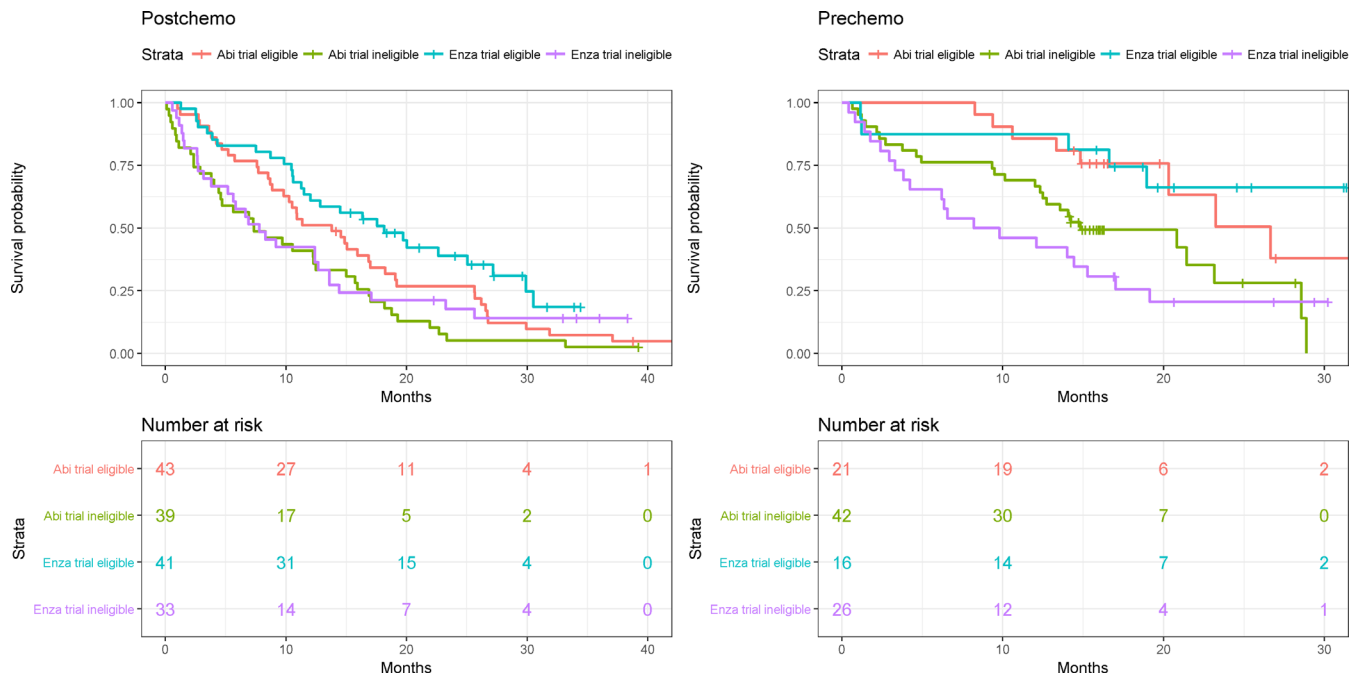 Postchemo
Strata Abi trial eligible Abi trial ineligible Enza trial eligible Enza trial ineligible
Survival probability
1.00
0.75
0.50
0.25
0.00
0 10 20 30 40
Months
Number at risk
Strata
Abi trial eligible 43 27 11 4 1
Abi trial ineligible 39 17 5 2 0
Enza trial eligible 41 31 15 4 0
Enza trial ineligible 33 14 7 4 0
0 10 20 30 40
Months
Prechemo
Strata Abi trial eligible Abi trial ineligible Enza trial eligible Enza trial ineligible
Survival probability
1.00
0.75
0.50
0.25
0.00
0 10 20 30
Months
Number at risk
Strata
Abi trial eligible 21 19 6 2
Abi trial ineligible 42 30 7 0
Enza trial eligible 16 14 7 2
Enza trial ineligible 26 12 4 1
0 10 20 30
Months